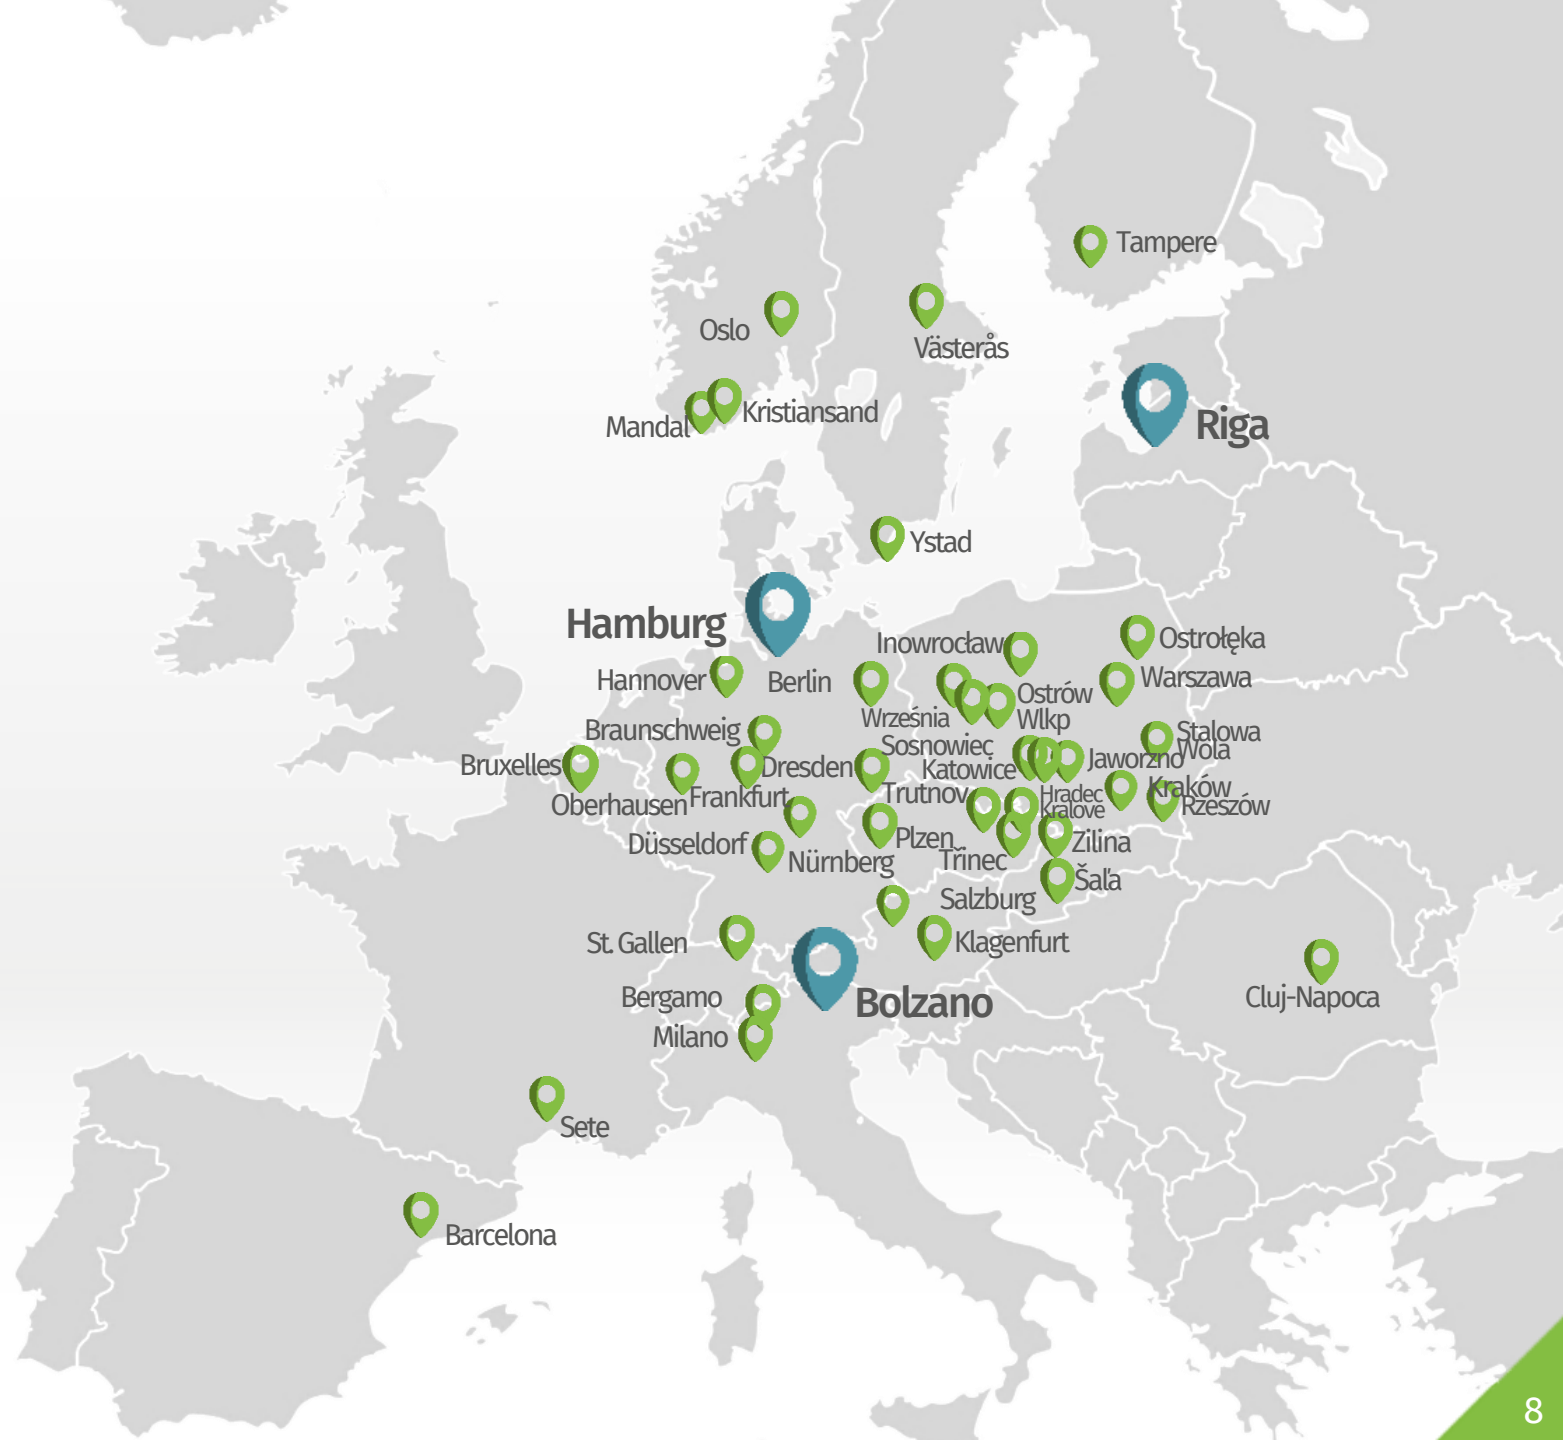 Tampere
Oslo
Västerås
Mandal
Kristiansand
Riga
Ystad
Hamburg
Inowrocław
Ostrołęka
Hannover
Berlin
Warszawa
Ostrów
Wlkp
Września
Braunschweig
Stalowa
Wola
Sosnowiec
Jaworzno
Bruxelles
Dresden
Katowice
Oberhausen
Frankfurt
Trutnov
Hradec
Kralove
Kraków
Rzeszów
Düsseldorf
Plzen
Zilina
Nürnberg
Třinec
Šaľa
Salzburg
St. Gallen
Klagenfurt
Bergamo
Bolzano
Cluj-Napoca
Milano
Sete
Barcelona
8